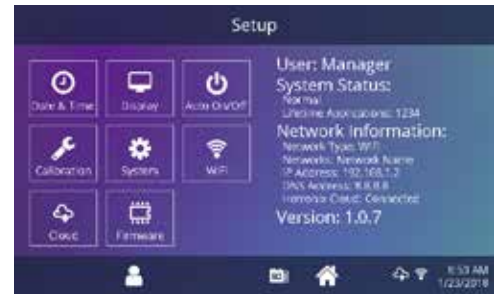 Setup
Date & Time
Display
Auto On/Off
Calibration
System
WiFi
Cloud
Firmware
User: Manager
System Status:
Normal
Lifetime Applications: 1234
Network Information:
Network Type: WiFi
Networks: Network Name
IP Address: 192.168.1.2
DNS Address: 8.8.8.8
Cloud: Connected
Version: 1.0.7
8:53 AM
1/23/2018